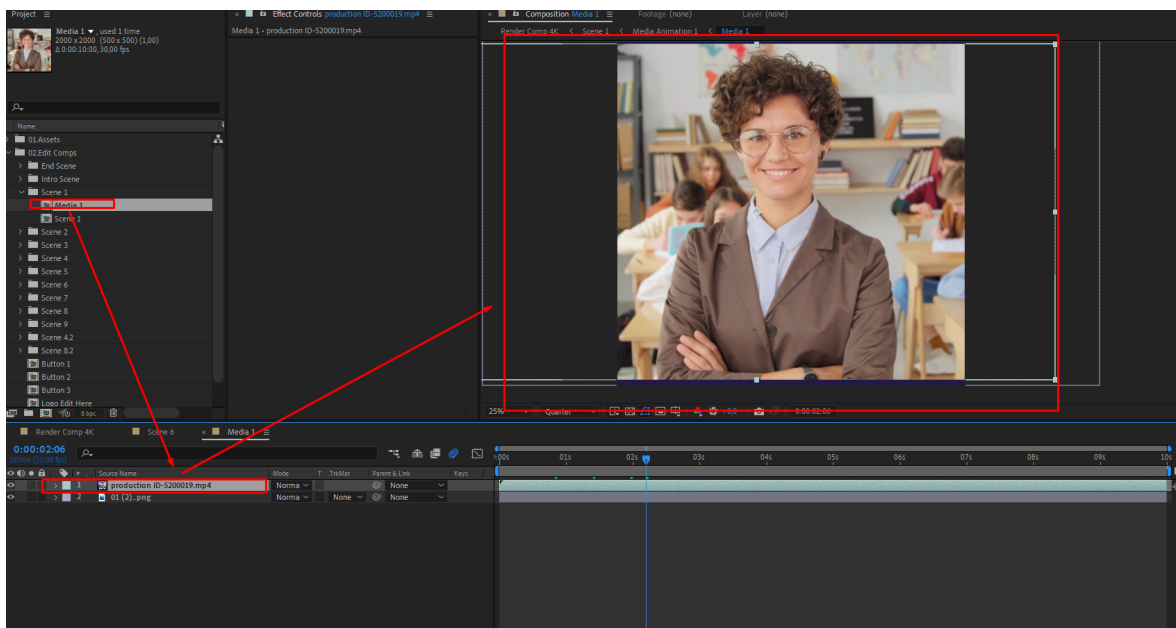 Project
Effect Controls production ID-5200019.mp4
Composition Media 1
Footage (none)
Layer (none)
Media 1 , used 1 time
2000 x 2000 (500 x 500) (1,00)
Δ 0:00:10:00, 30,00 fps
Media 1 • production ID-5200019.mp4
Render Comp 4K
Scene 1
Media Animation 1
Media 1
Name
01.Assets
02.Edit Comps
End Scene
Intro Scene
Scene 1
Media 1
Scene 1
Scene 2
Scene 3
Scene 4
Scene 5
Scene 6
Scene 7
Scene 8
Scene 9
Scene 4.2
Scene 8.2
Button 1
Button 2
Button 3
Logo Edit Here
8 bpc
25%
Quarter
+0,0
0:00:02:06
Render Comp 4K
Scene 6
Media 1
0:00:02:06
00066 (30.00 fps)
:00s 01s 02s 03s 04s 05s 06s 07s 08s 09s 10s
# Source Name Mode T .TrkMat Parent & Link Keys
1 production ID-5200019.mp4 Norma None
2 01 (2)..png Norma None None